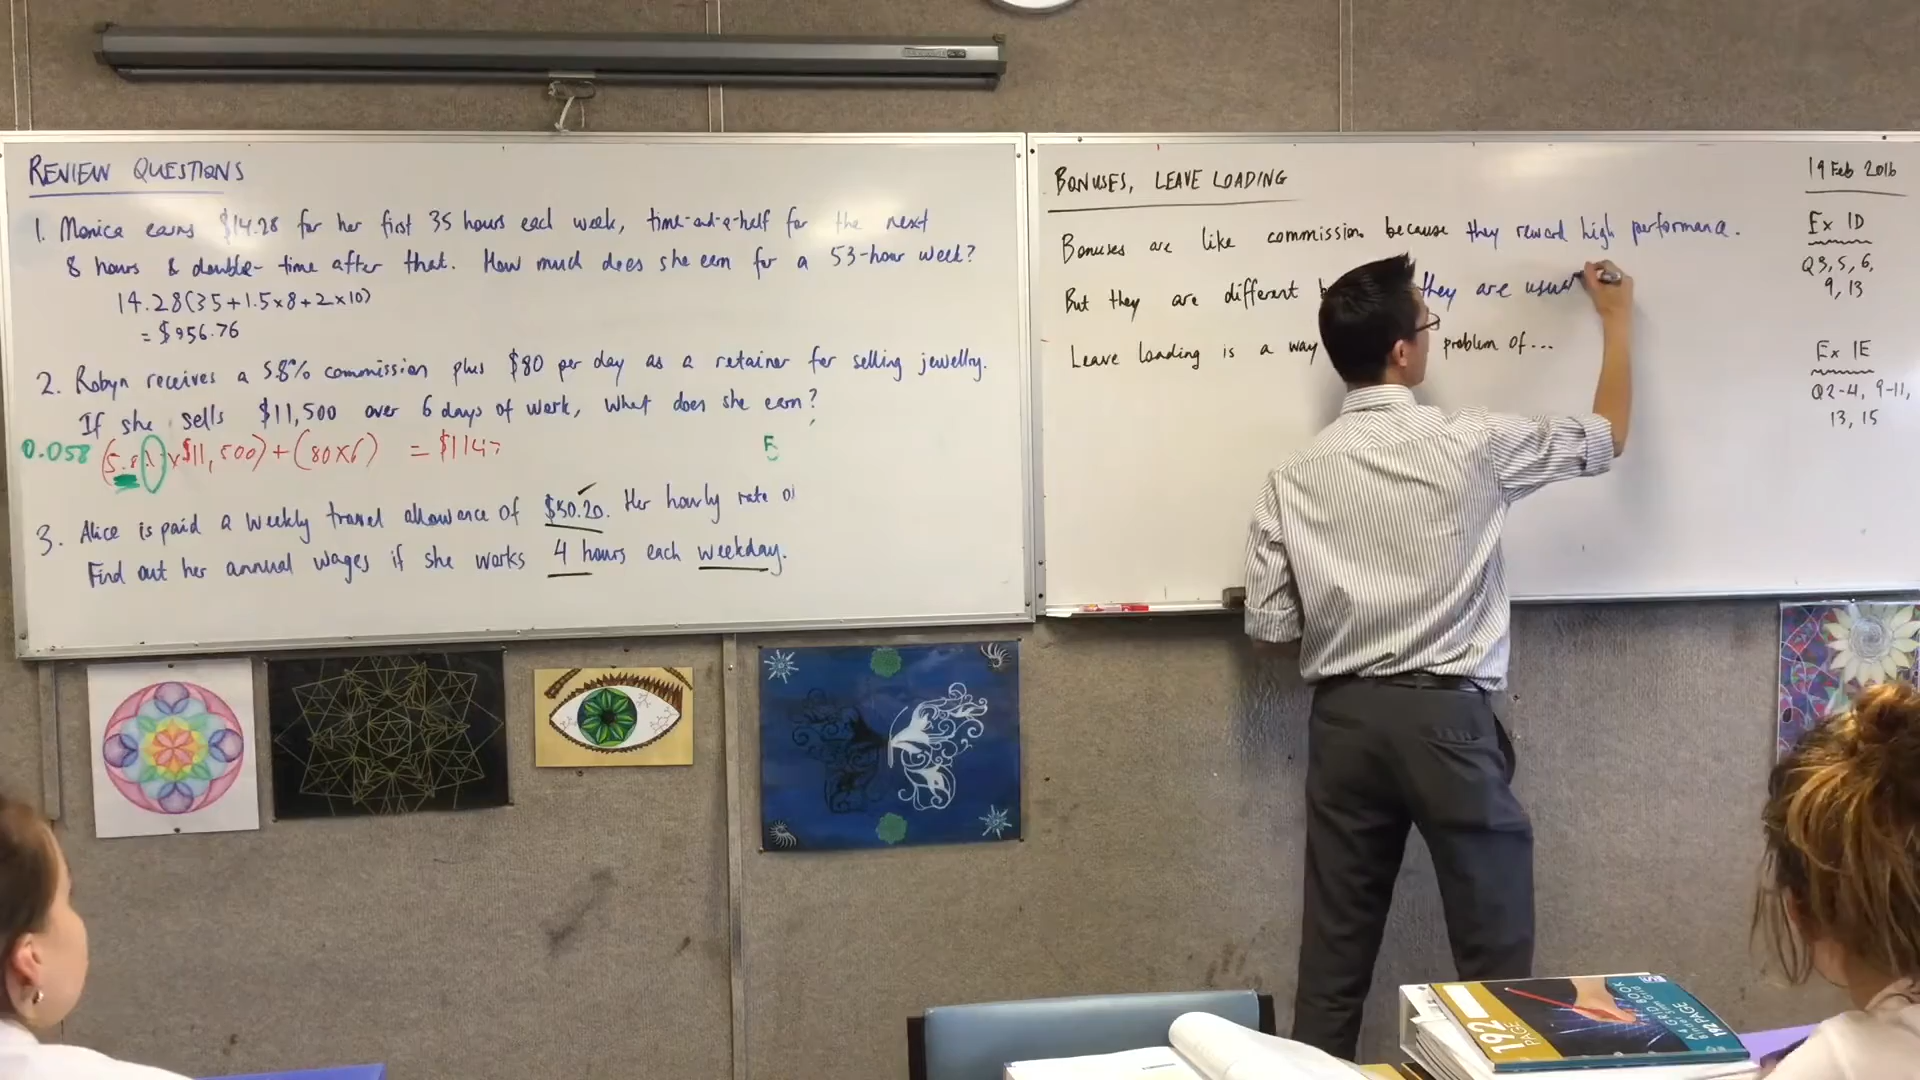 REVIEW QUESTIONS
1. Monica earns $14.28 for her first 35 hours each week, time-and-a-half for the next
8 hours & double-time after that. How much does she earn for a 53-hour week?
14.28(35+1.5×8+2×10)
= $956.76
2. Robyn receives a 5.8% commission plus $80 per day as a retainer for selling jewellry.
If she sells $11,500 over 6 days of work, what does she earn?
0.058 (5.8% × $11,500) + (80×6) = $1147
3. Alice is paid a weekly travel allowance of $50.20. Her hourly rate
Find out her annual wages if she works 4 hours each weekday.
BONUSES, LEAVE LOADING
Bonuses are like commission because they reward high performance.
But they are different they are usual
Leave loading is a way problem of...
19 Feb 2016
Ex 1D
Q3, 5, 6,
9, 13
Ex 1E
Q2-4, 9-11,
13, 15
192
PAGE
A4 GRID BOOK
192 PAGE